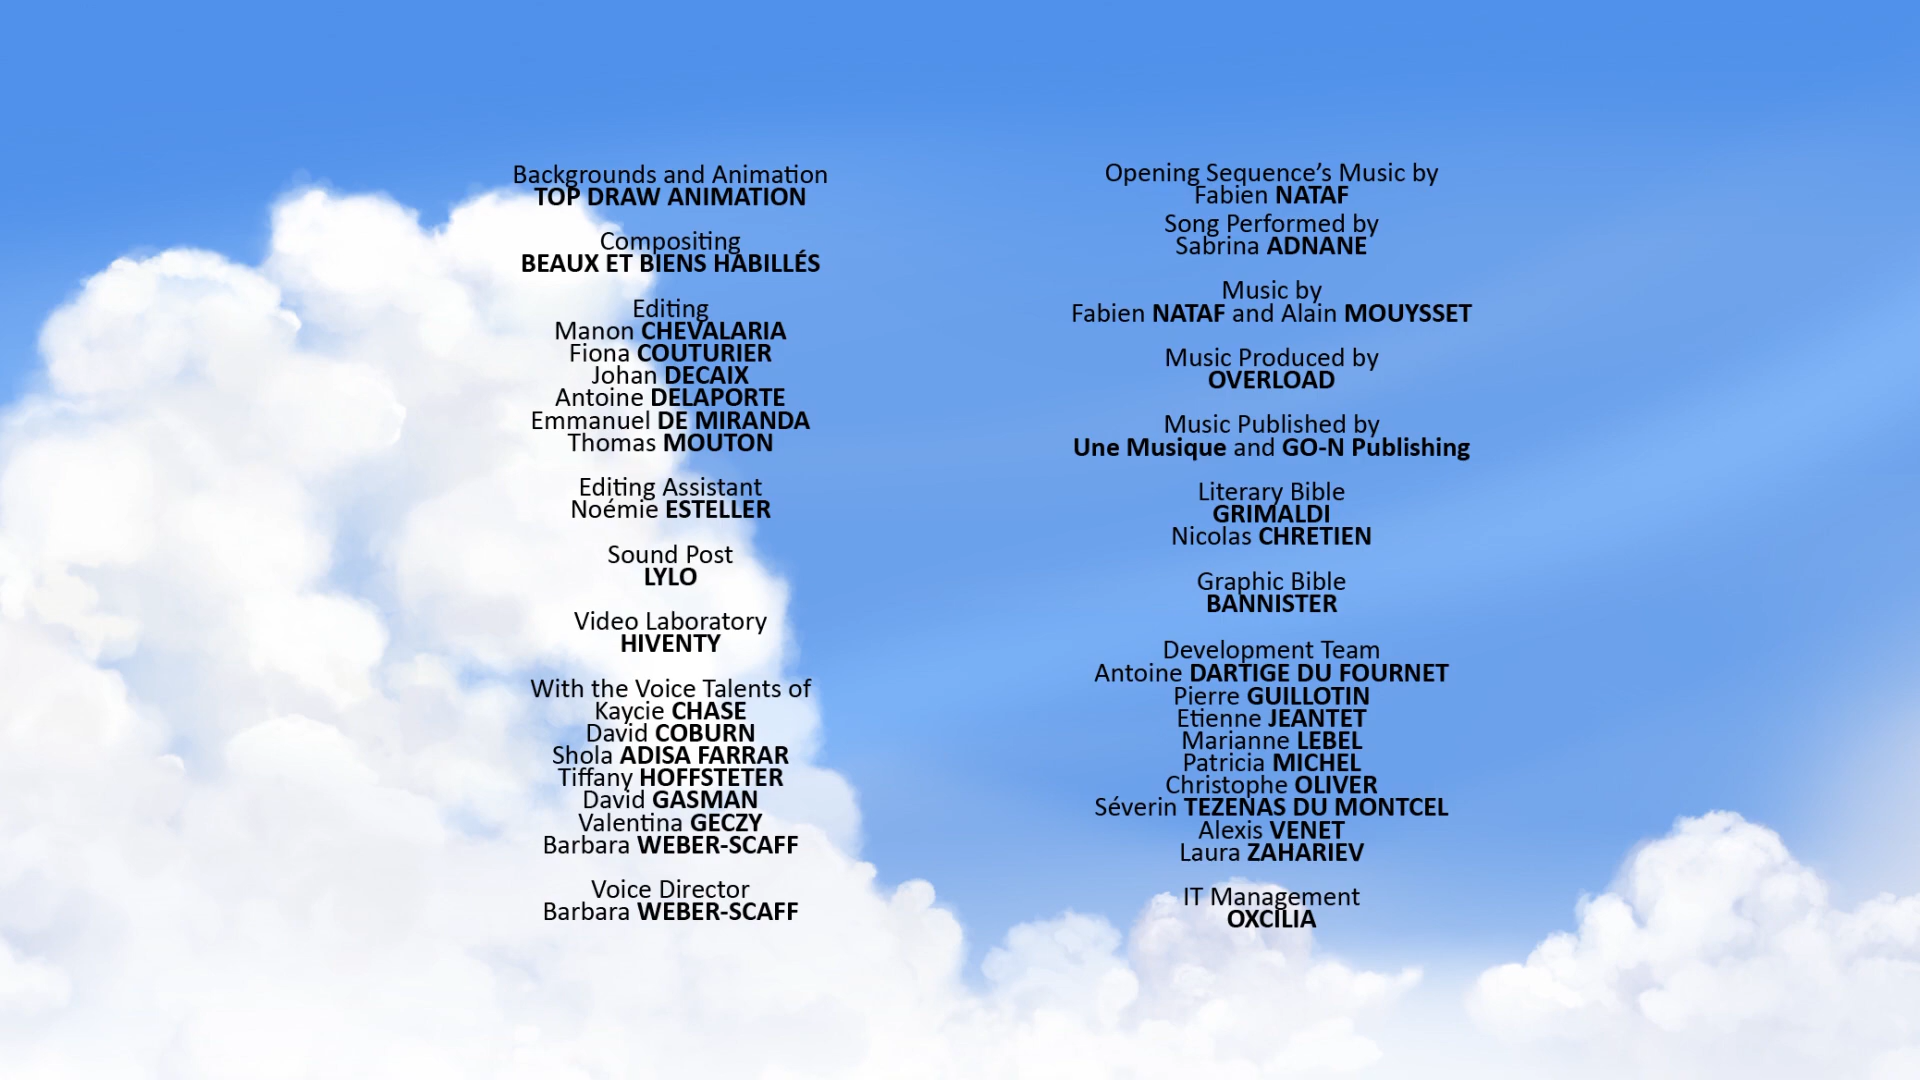 Backgrounds and Animation
TOP DRAW ANIMATION
Compositing
BEAUX ET BIENS HABILLÉS
Editing
Manon CHEVALARIA
Fiona COUTURIER
Johan DECAIX
Antoine DELAPORTE
Emmanuel DE MIRANDA
Thomas MOUTON
Editing Assistant
Noémie ESTELLER
Sound Post
LYLO
Video Laboratory
HIVENTY
With the Voice Talents of
Kaycie CHASE
David COBURN
Shola ADISA FARRAR
Tiffany HOFFSTETER
David GASMAN
Valentina GECZY
Barbara WEBER-SCAFF
Voice Director
Barbara WEBER-SCAFF
Opening Sequence’s Music by
Fabien NATAF
Song Performed by
Sabrina ADNANE
Music by
Fabien NATAF and Alain MOUYSSET
Music Produced by
OVERLOAD
Music Published by
Une Musique and GO-N Publishing
Literary Bible
GRIMALDI
Nicolas CHRETIEN
Graphic Bible
BANNISTER
Development Team
Antoine DARTIGE DU FOURNET
Pierre GUILLOTIN
Etienne JEANTET
Marianne LEBEL
Patricia MICHEL
Christophe OLIVER
Séverin TEZENAS DU MONTCEL
Alexis VENET
Laura ZAHARIEV
IT Management
OXCILIA